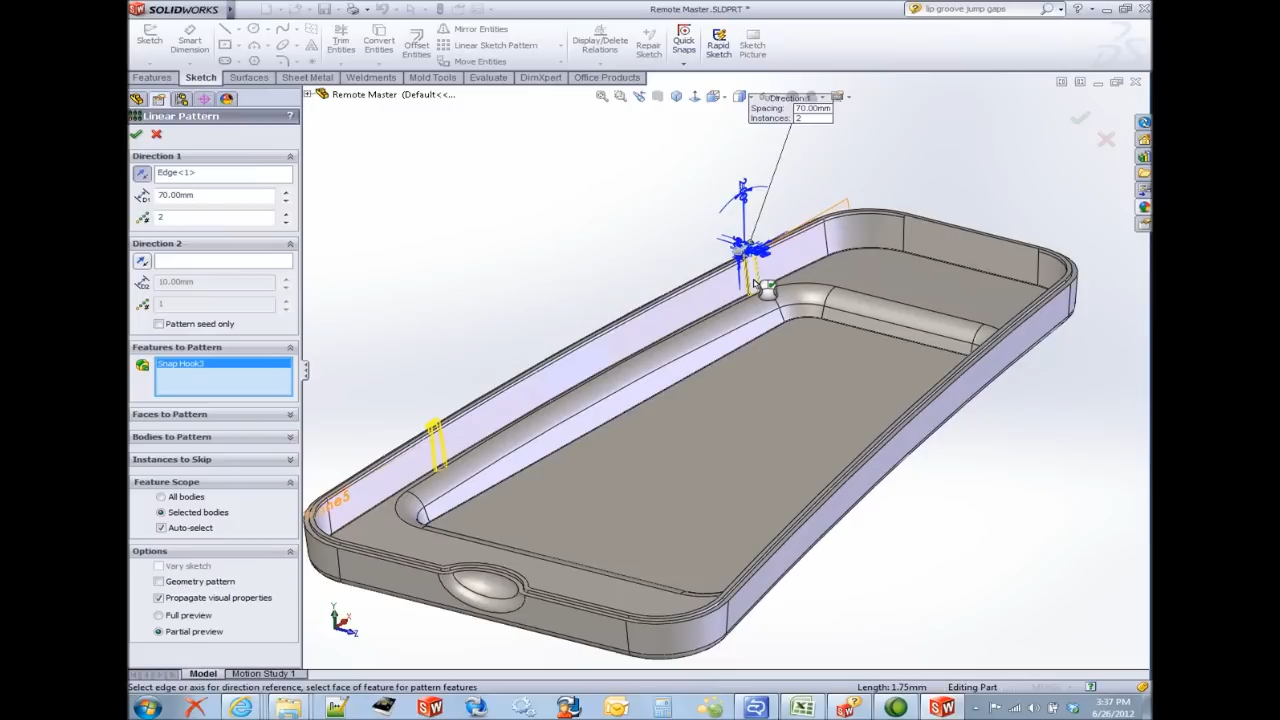 SOLIDWORKS
Remote Master.SLDPRT *
lip groove jump gaps
Sketch
Smart Dimension
Trim Entities
Convert Entities
Offset Entities
Mirror Entities
Linear Sketch Pattern
Move Entities
Display/Delete Relations
Repair Sketch
Quick Snaps
Rapid Sketch
Sketch Picture
Features
Sketch
Surfaces
Sheet Metal
Weldments
Mold Tools
Evaluate
DimXpert
Office Products
Remote Master (Default<<...
Linear Pattern
?
Direction 1
Edge<1>
70.00mm
2
Direction 2
10.00mm
1
Pattern seed only
Features to Pattern
Snap Hook3
Faces to Pattern
Bodies to Pattern
Instances to Skip
Feature Scope
All bodies
Selected bodies
Auto-select
Options
Vary sketch
Geometry pattern
Propagate visual properties
Full preview
Partial preview
Direction 1
Spacing: 70.00mm
Instances: 2
Y
X
Z
Model
Motion Study 1
Select edge or axis for direction reference, select face of feature for pattern features
Length: 1.75mm
Editing Part
3:37 PM
6/26/2012